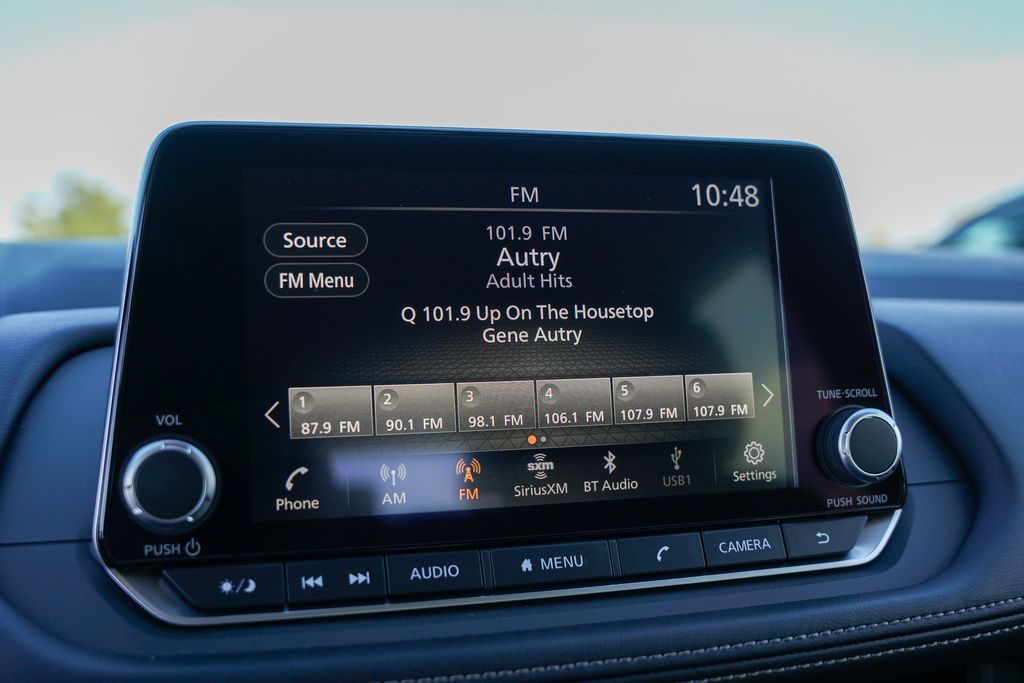 FM
10:48
Source
FM Menu
101.9 FM
Autry
Adult Hits
Q 101.9 Up On The Housetop
Gene Autry
1
87.9 FM
2
90.1 FM
3
98.1 FM
4
106.1 FM
5
107.9 FM
6
107.9 FM
Phone
AM
FM
sxm
SiriusXM
BT Audio
USB1
Settings
VOL
PUSH
TUNE·SCROLL
PUSH SOUND
AUDIO
MENU
CAMERA